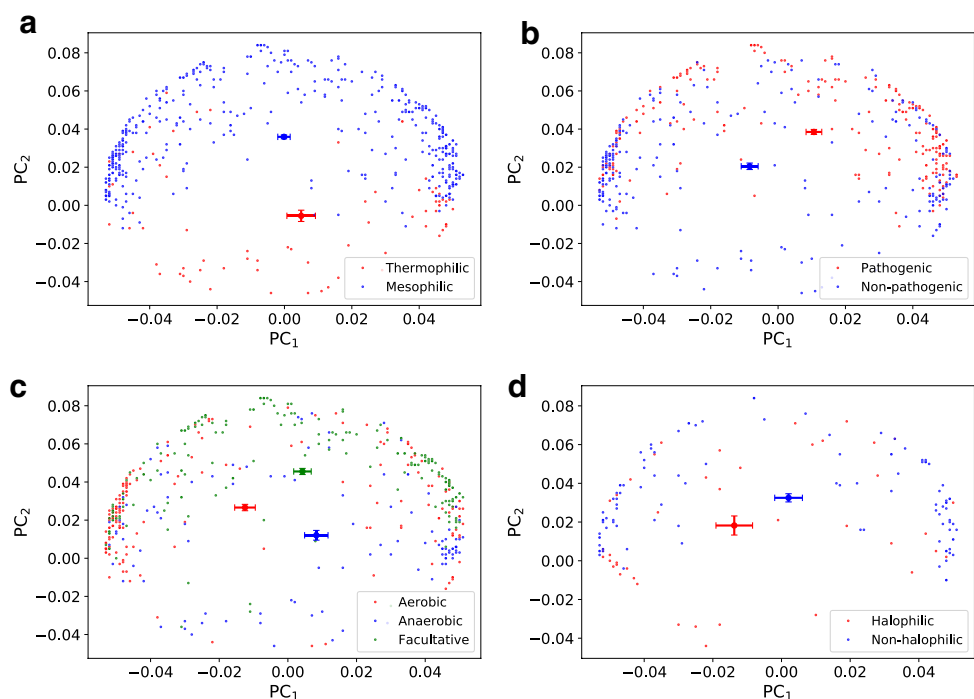 a
0.08
0.06
0.04
0.02
0.00
−0.02
−0.04
PC₂
Thermophilic
Mesophilic
−0.04 −0.02 0.00 0.02 0.04
PC₁
b
0.08
0.06
0.04
0.02
0.00
−0.02
−0.04
PC₂
Pathogenic
Non-pathogenic
−0.04 −0.02 0.00 0.02 0.04
PC₁
c
0.08
0.06
0.04
0.02
0.00
−0.02
−0.04
PC₂
Aerobic
Anaerobic
Facultative
−0.04 −0.02 0.00 0.02 0.04
PC₁
d
0.08
0.06
0.04
0.02
0.00
−0.02
−0.04
PC₂
Halophilic
Non-halophilic
−0.04 −0.02 0.00 0.02 0.04
PC₁